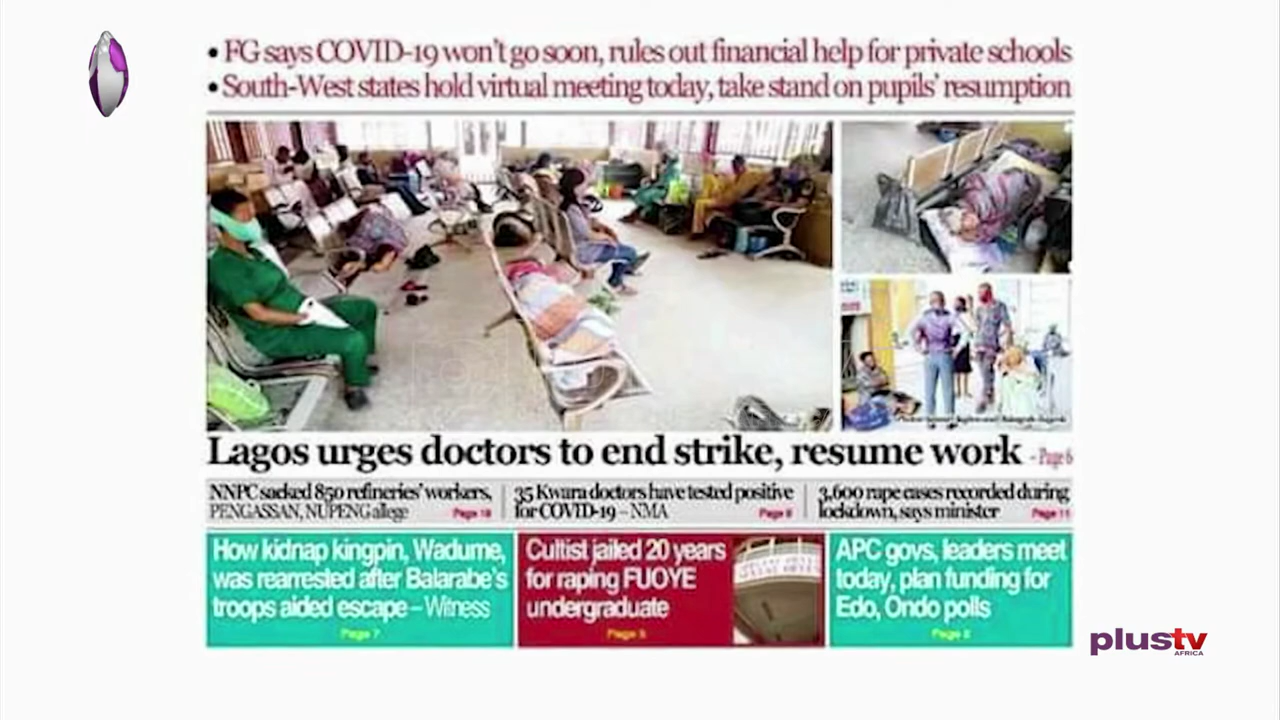 • FG says COVID-19 won't go soon, rules out financial help for private schools
• South-West states hold virtual meeting today, take stand on pupils' resumption
Lagos urges doctors to end strike, resume work - Page 6
NNPC sacked 850 refineries' workers,
PENGASSAN, NUPENG allege Page
35 Kwara doctors have tested positive
for COVID-19 – NMA Page
3,600 rape cases recorded during
lockdown, says minister Page 11
How kidnap kingpin, Wadume,
was rearrested after Balarabe's
troops aided escape – Witness
Page 7
Cultist jailed 20 years
for raping FUOYE
undergraduate
Page
APC govs, leaders meet
today, plan funding for
Edo, Ondo polls
Page
plustv
AFRICA